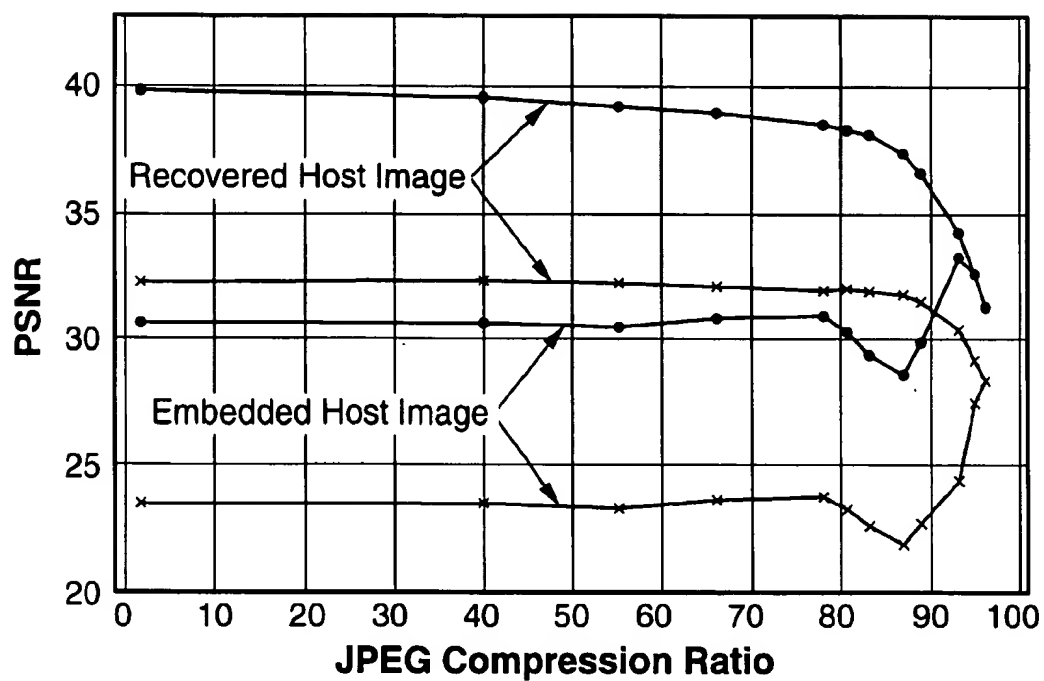 40
Recovered Host Image
35
PSNR
30
Embedded Host Image
25
20
0 10 20 30 40 50 60 70 80 90 100
JPEG Compression Ratio